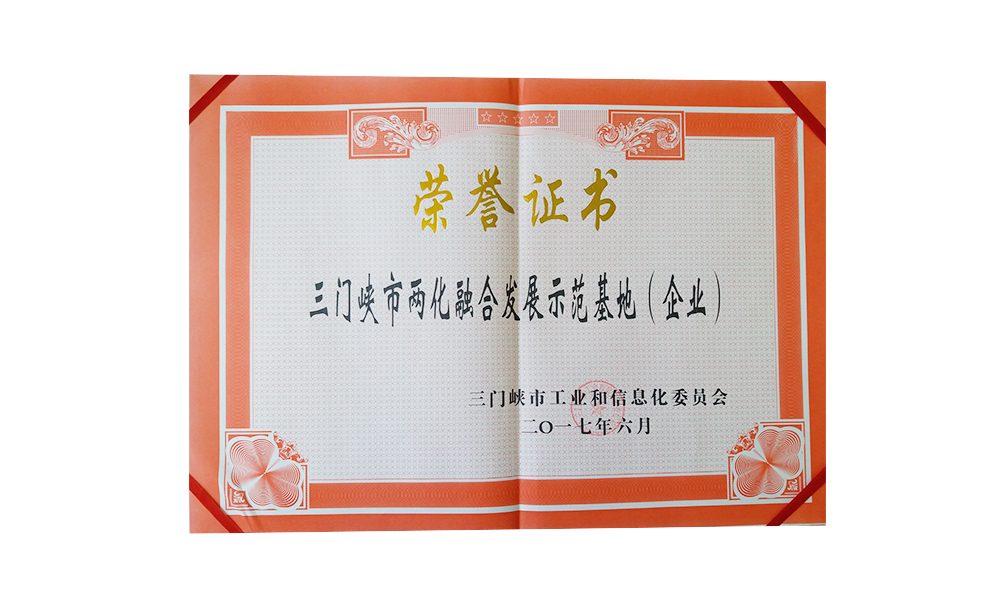 荣誉证书
三门峡市两化融合发展示范基地（企业）
三门峡市工业和信息化委员会
二〇一七年六月